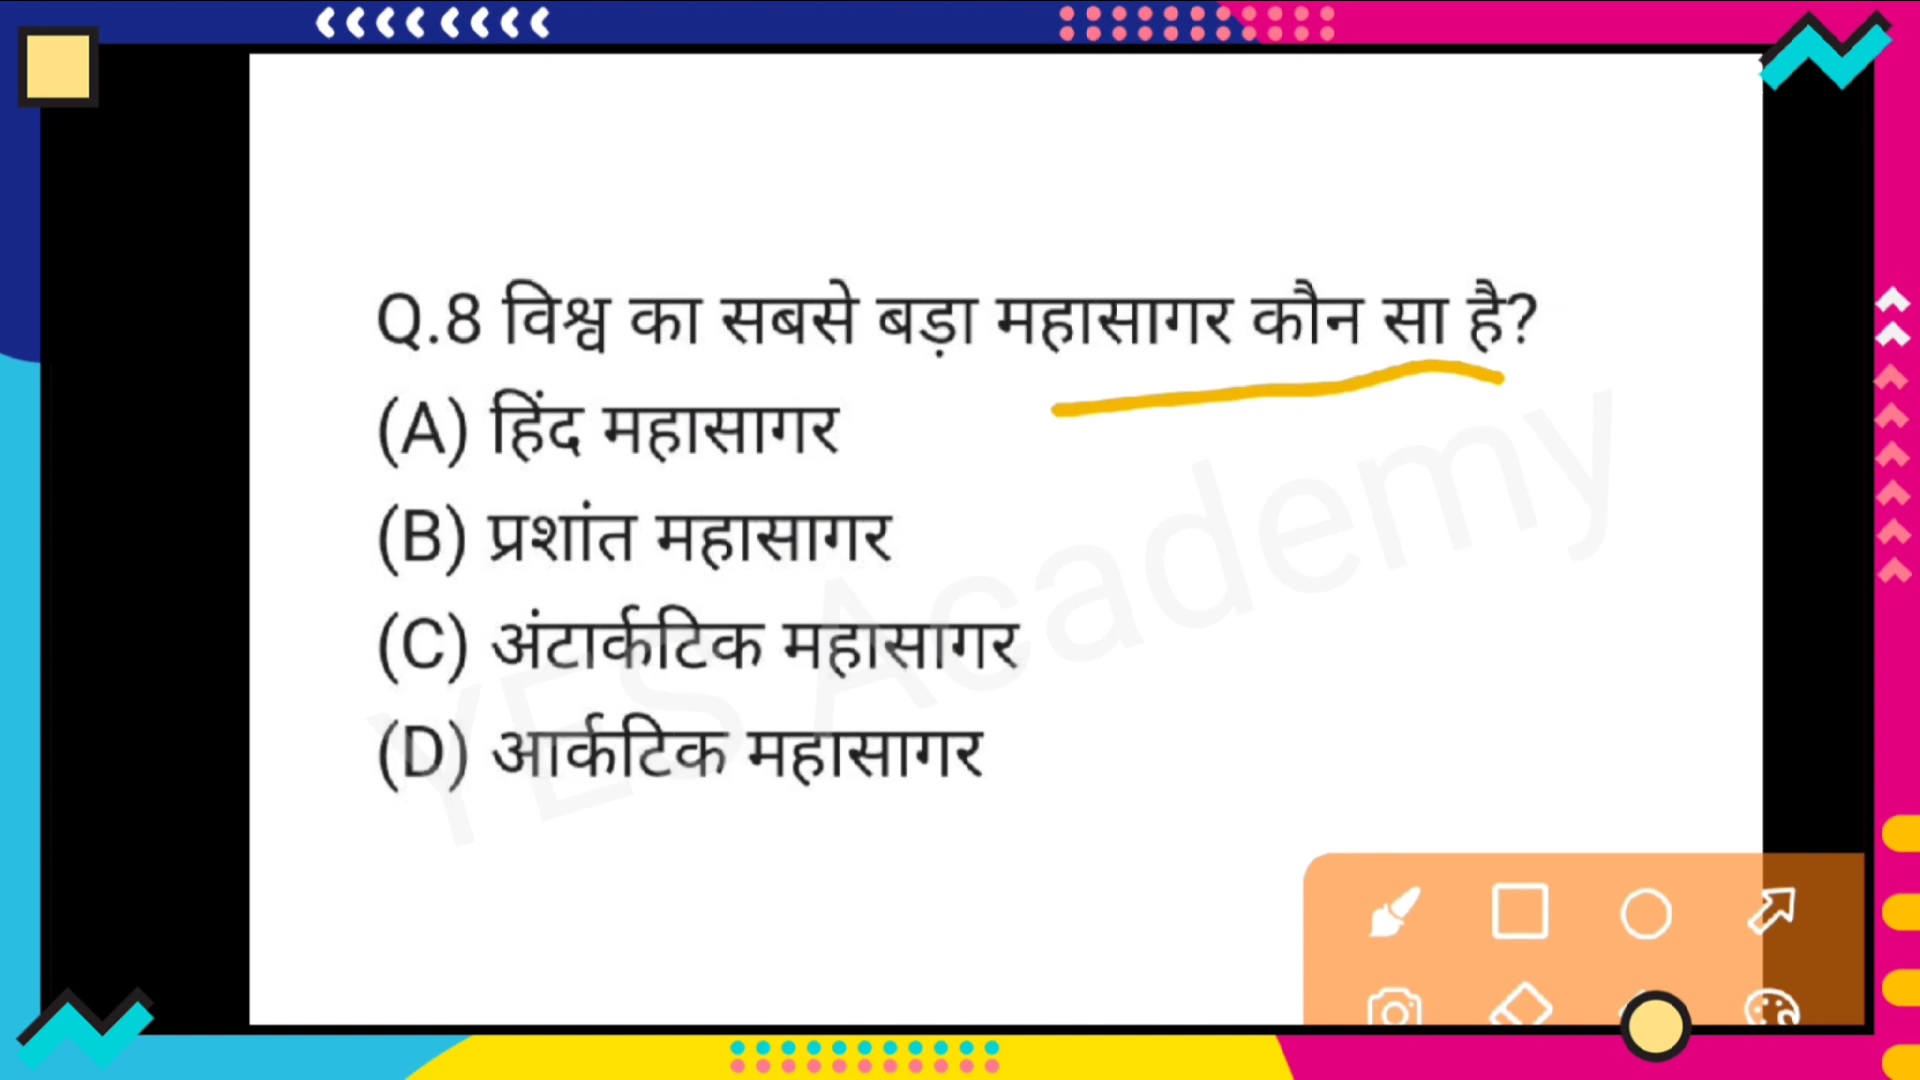 Q.8 विश्व का सबसे बड़ा महासागर कौन सा है?
(A) हिंद महासागर
(B) प्रशांत महासागर
(C) अंटार्कटिक महासागर
(D) आर्कटिक महासागर
YES Academy